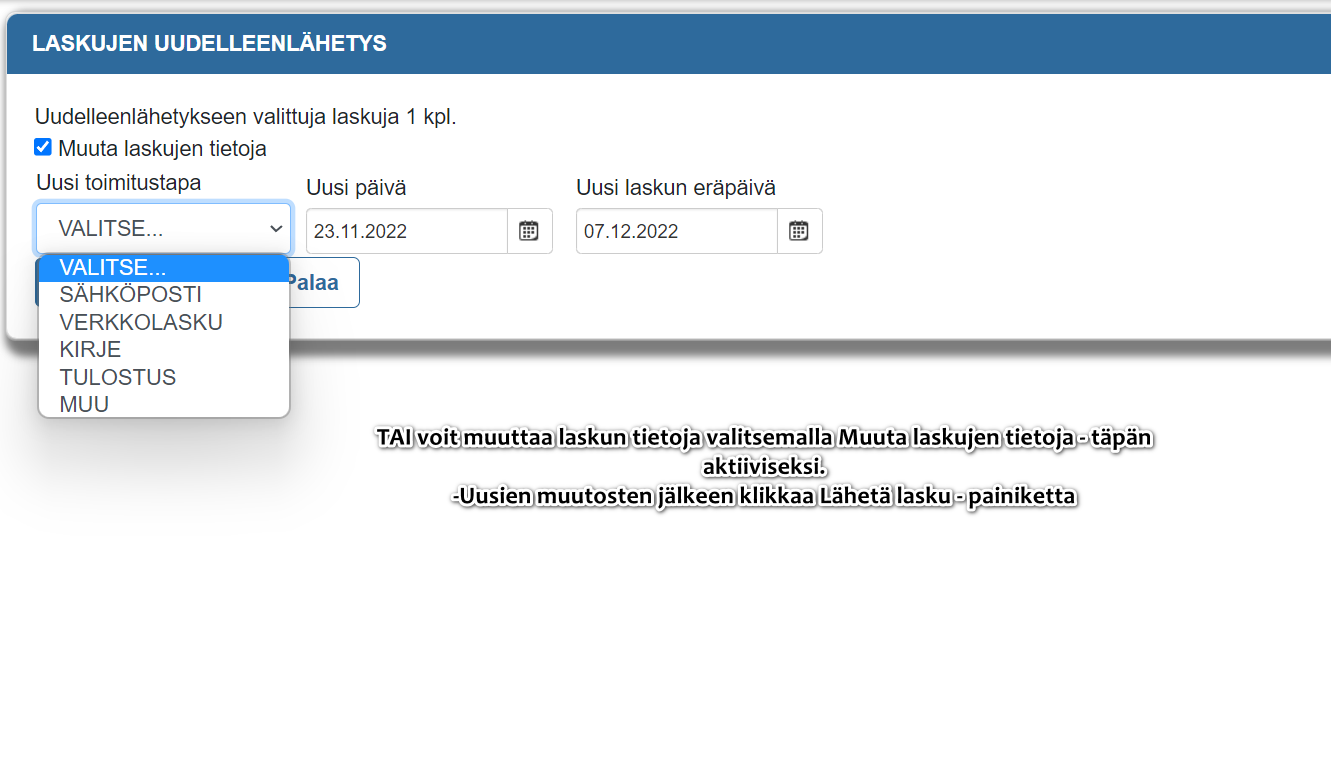 LASKUJEN UUDELLEENLÄHETYS
Uudelleenlähetykseen valittuja laskuja 1 kpl.
Muuta laskujen tietoja
Uusi toimitustapa
Uusi päivä
Uusi laskun eräpäivä
VALITSE...
23.11.2022
07.12.2022
VALITSE...
Palaa
SÄHKÖPOSTI
VERKKOLASKU
KIRJE
TULOSTUS
MUU
TAI voit muuttaa laskun tietoja valitsemalla Muuta laskujen tietoja - täpän
aktiiviseksi.
-Uusien muutosten jälkeen klikkaa Lähetä lasku - painiketta